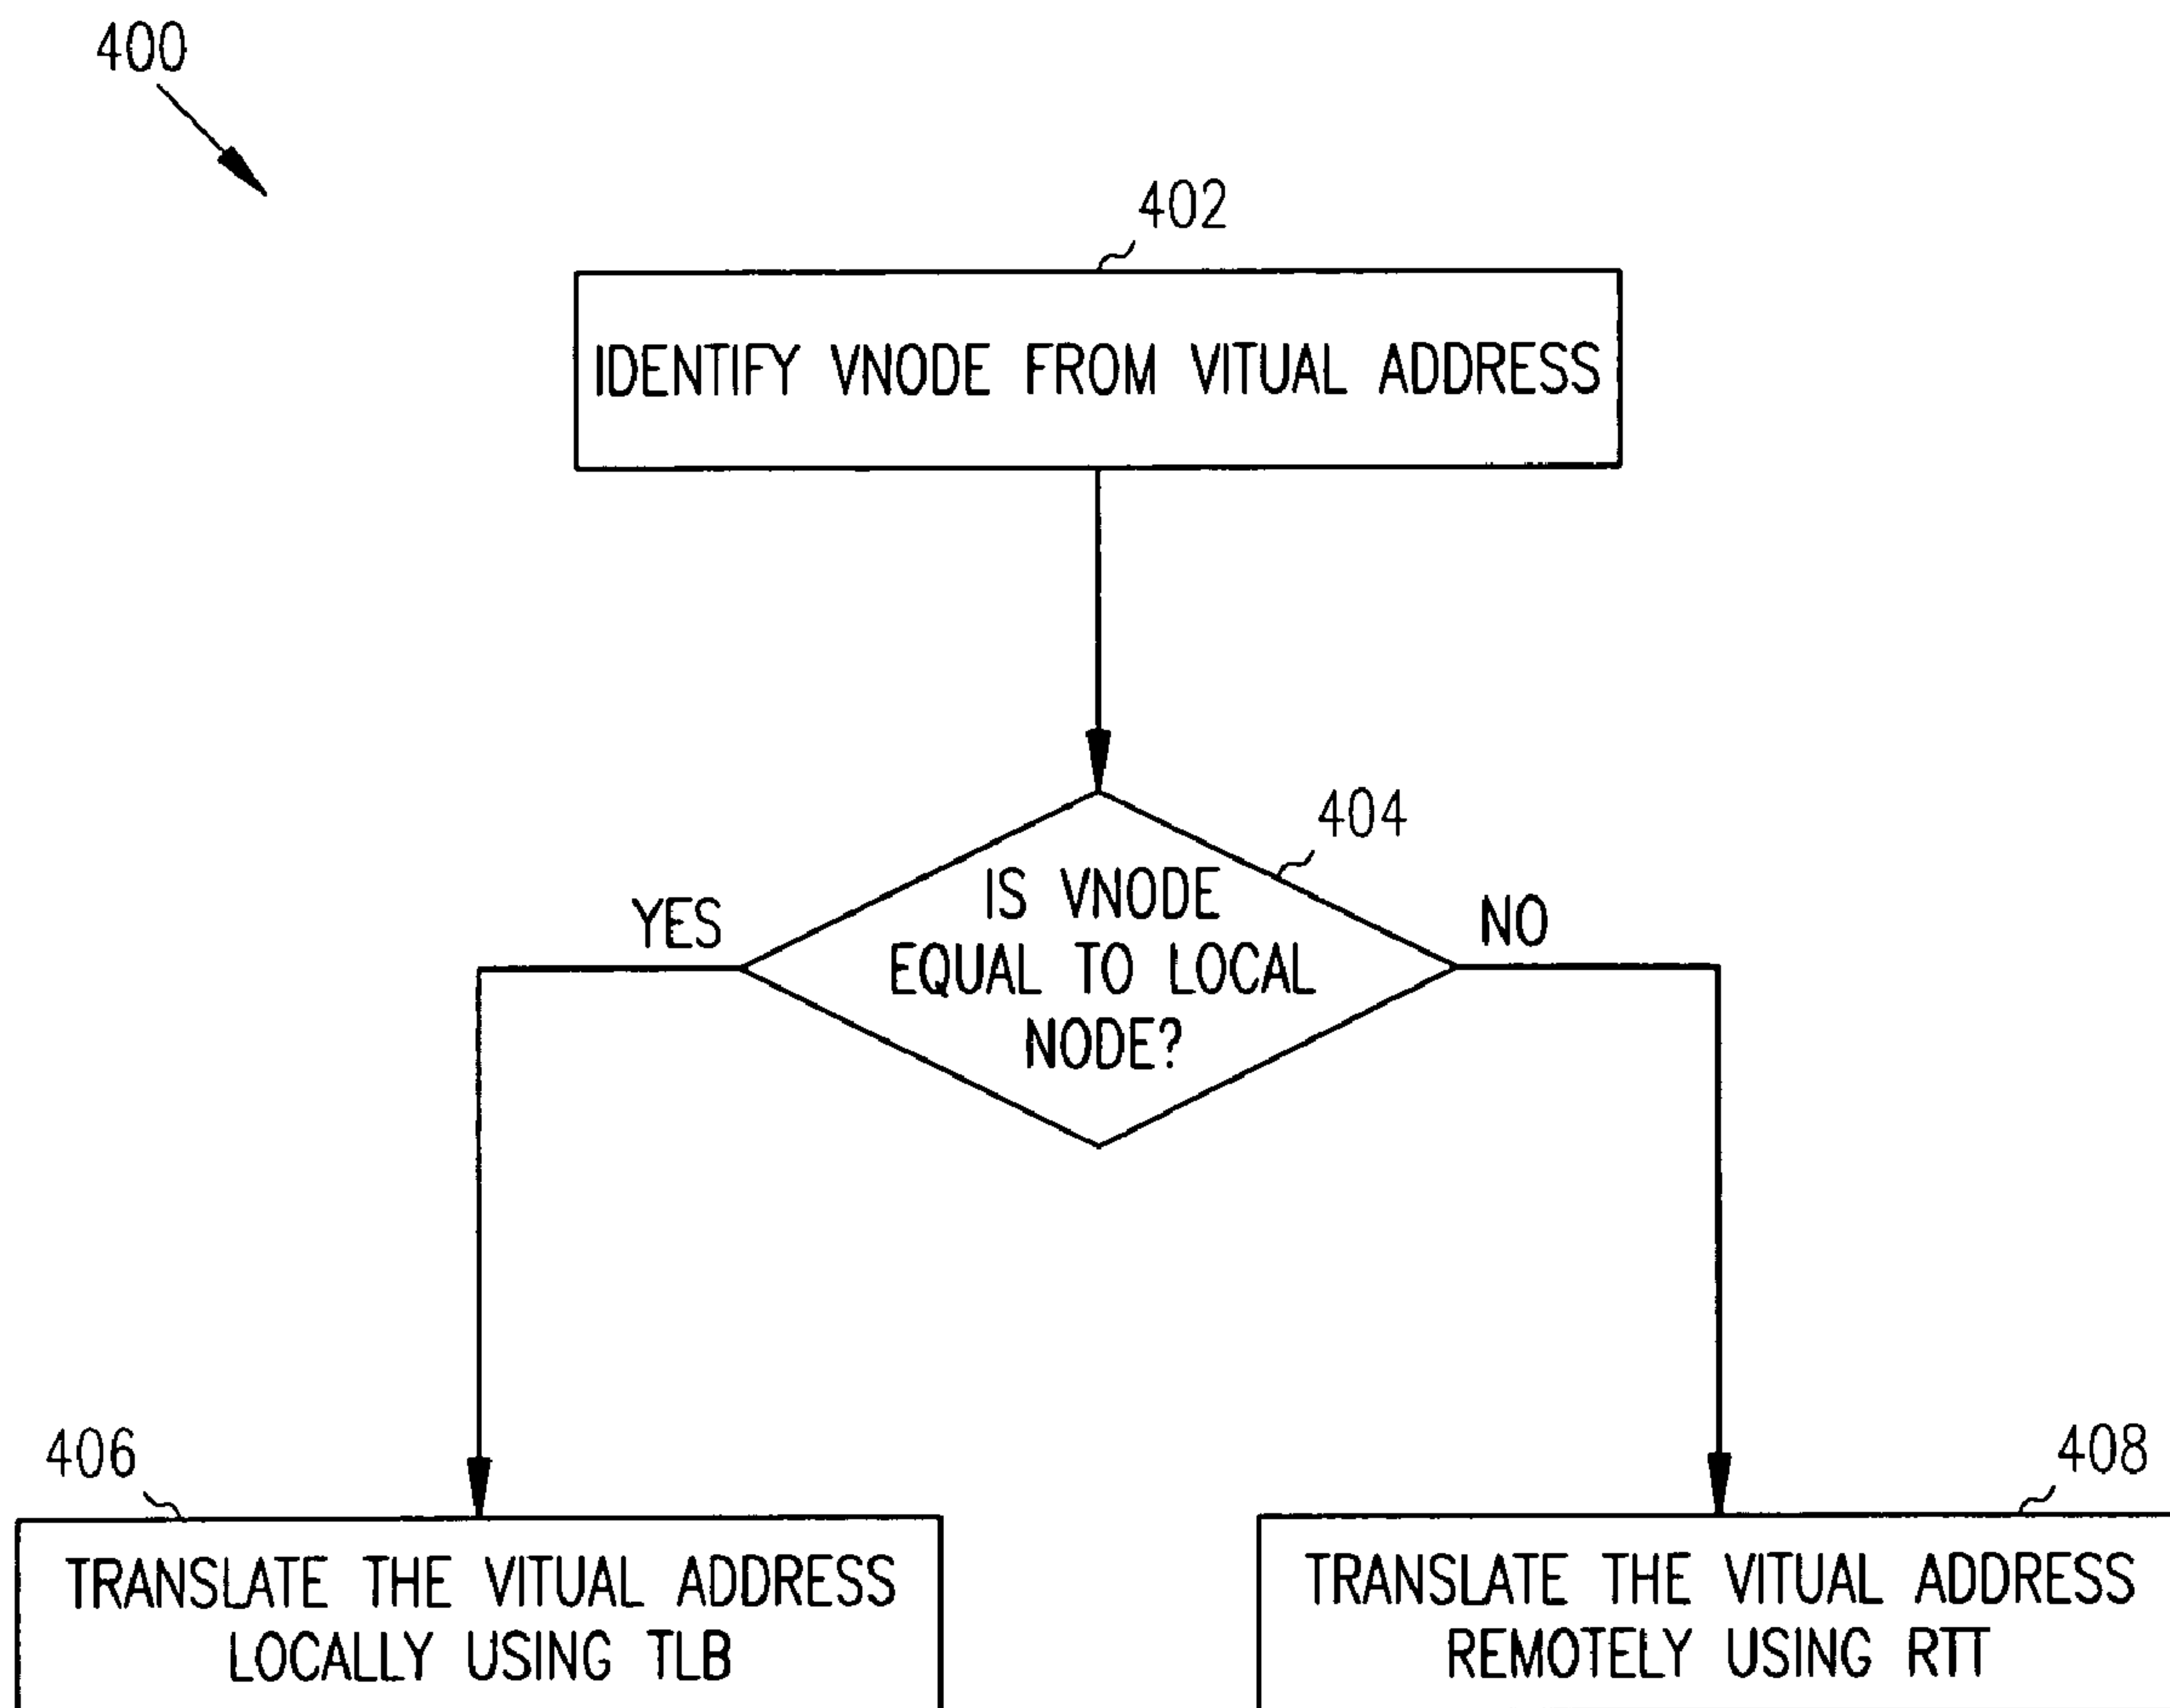 400
402
IDENTIFY VNODE FROM VITUAL ADDRESS
404
IS VNODE
EQUAL TO LOCAL
NODE?
YES
NO
406
TRANSLATE THE VITUAL ADDRESS
LOCALLY USING TLB
408
TRANSLATE THE VITUAL ADDRESS
REMOTELY USING RTT